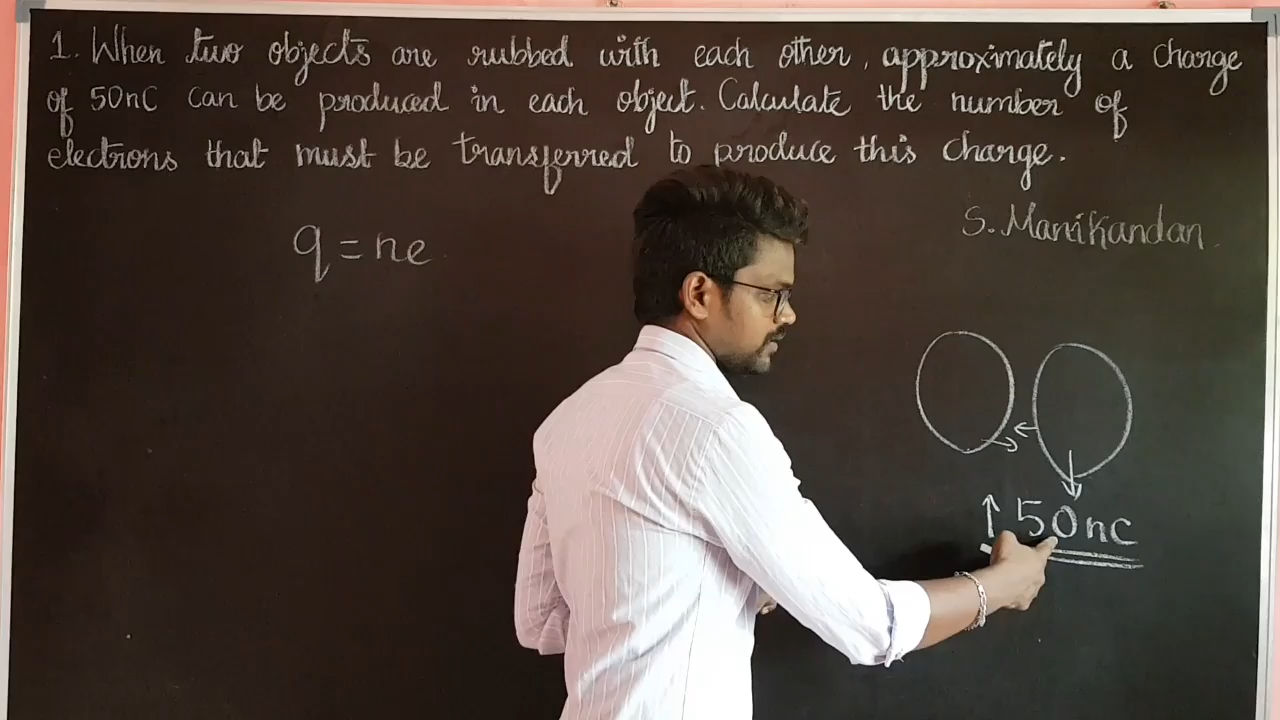 1. When two objects are rubbed with each other, approximately a charge
of 50nC can be produced in each object. Calculate the number of
electrons that must be transferred to produce this charge.
S. Manikandan
q = ne
↑ 50nc